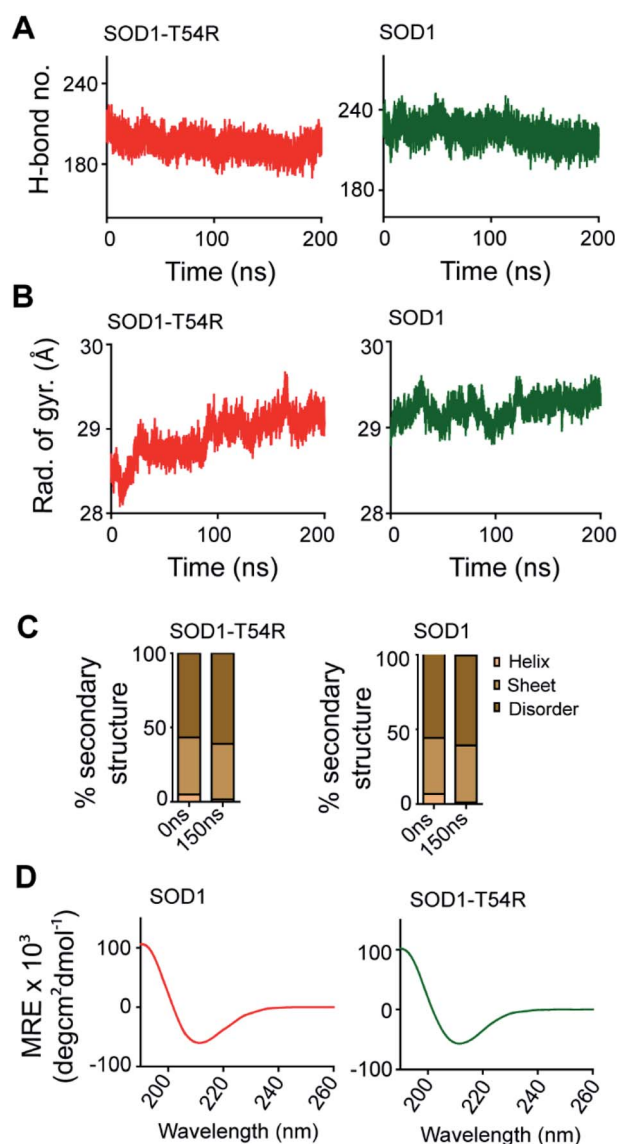 A
SOD1-T54R
SOD1
H-bond no.
240
180
240
180
0
100
200
0
100
200
Time (ns)
Time (ns)
B
SOD1-T54R
SOD1
Rad. of gyr. (Å)
30
29
28
30
29
28
0
100
200
0
100
200
Time (ns)
Time (ns)
C
SOD1-T54R
SOD1
% secondary
structure
100
50
0
% secondary
structure
100
50
0
Helix
Sheet
Disorder
0ns
150ns
0ns
150ns
D
SOD1
SOD1-T54R
MRE x 10³
(degcm²dmol⁻¹)
100
0
-100
100
0
-100
200
220
240
260
200
220
240
260
Wavelength (nm)
Wavelength (nm)